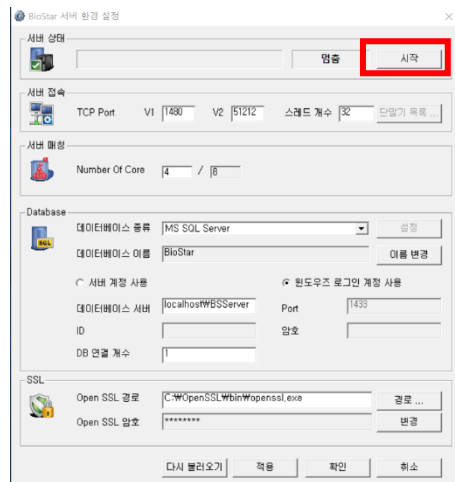 BioStar 서버 환경 설정
서버 상태
멈춤 시작
서버 접속
TCP Port V1 1480 V2 51212 스레드 개수 32 단말기 목록 ...
서버 매칭
Number Of Core 4 / 8
Database
데이터베이스 종류 MS SQL Server 설정
데이터베이스 이름 BioStar 이름 변경
서버 계정 사용 윈도우즈 로그인 계정 사용
데이터베이스 서버 localhost₩BSServer Port 1433
ID 암호
DB 연결 개수 1
SSL
Open SSL 경로 C:₩OpenSSL₩bin₩openssl.exe 경로 ...
Open SSL 암호 ******** 변경
다시 불러오기 적용 확인 취소